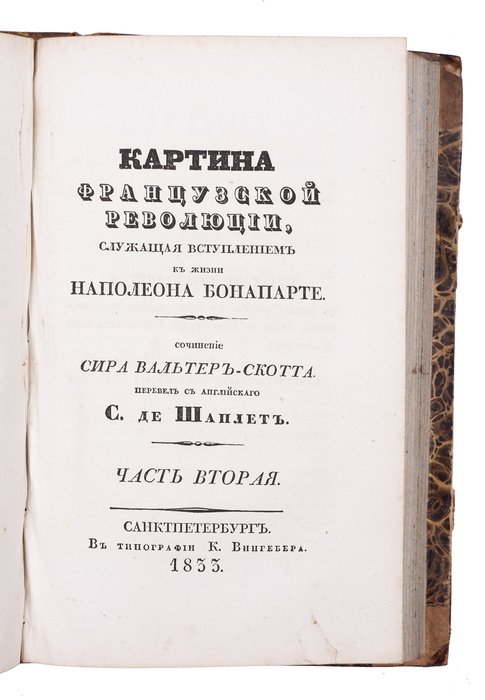 КАРТИНА
ФРАНЦУЗСКОЙ
РЕВОЛЮЦІИ,
СЛУЖАЩАЯ ВСТУПЛЕНІЕМЪ
КЪ ЖИЗНИ
НАПОЛЕОНА БОНАПАРТЕ.
СОЧИНЕНІЕ
СИРА ВАЛЬТЕРЪ-СКОТТА.
ПЕРЕВЕЛЪ СЪ АНГЛІЙСКАГО
С. ДЕ ШАПЛЕТЪ.
ЧАСТЬ ВТОРАЯ.
САНКТПЕТЕРБУРГЪ.
ВЪ ТИПОГРАФІИ К. ВИНГЕБЕРА.
1833.